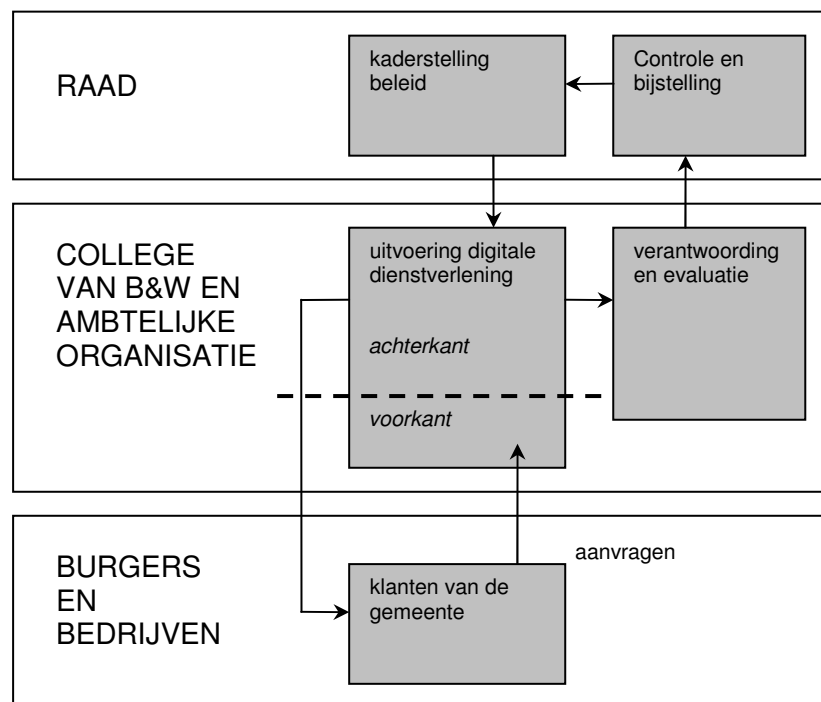 RAAD
kaderstelling
beleid
Controle en
bijstelling
COLLEGE
VAN B&W EN
AMBTELIJKE
ORGANISATIE
uitvoering digitale
dienstverlening
achterkant
voorkant
verantwoording
en evaluatie
BURGERS
EN
BEDRIJVEN
klanten van de
gemeente
aanvragen